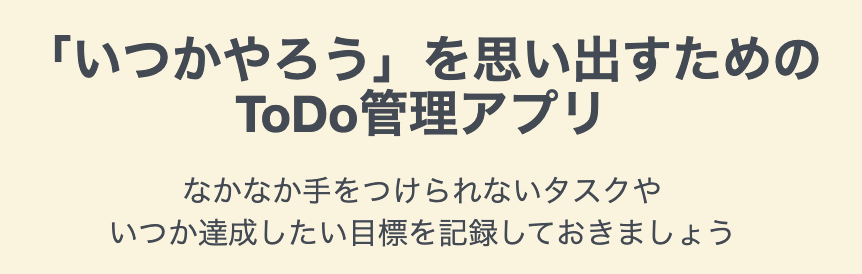 「いつかやろう」を思い出すための
ToDo管理アプリ
なかなか手をつけられないタスクや
いつか達成したい目標を記録しておきましょう